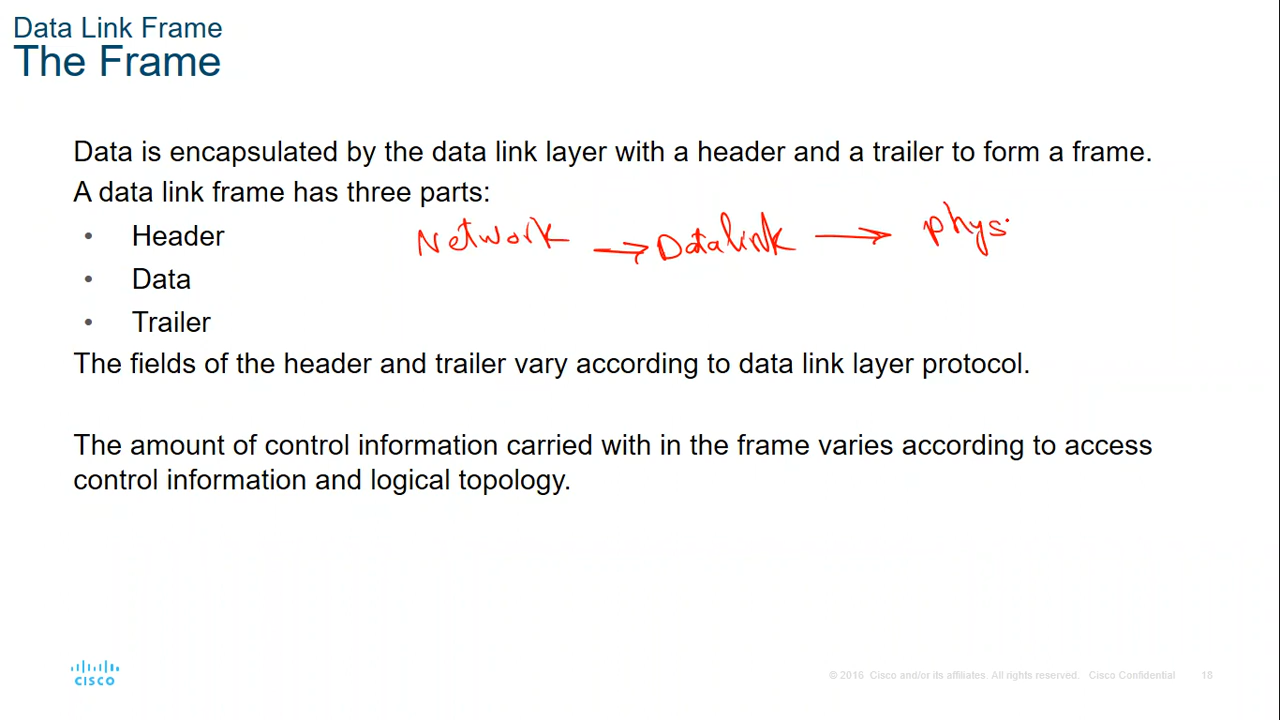 Data Link Frame
The Frame
Data is encapsulated by the data link layer with a header and a trailer to form a frame.
A data link frame has three parts:
• Header
Network → Datalink → phys
• Data
• Trailer
The fields of the header and trailer vary according to data link layer protocol.
The amount of control information carried with in the frame varies according to access
control information and logical topology.
CISCO
© 2016 Cisco and/or its affiliates. All rights reserved. Cisco Confidential 18